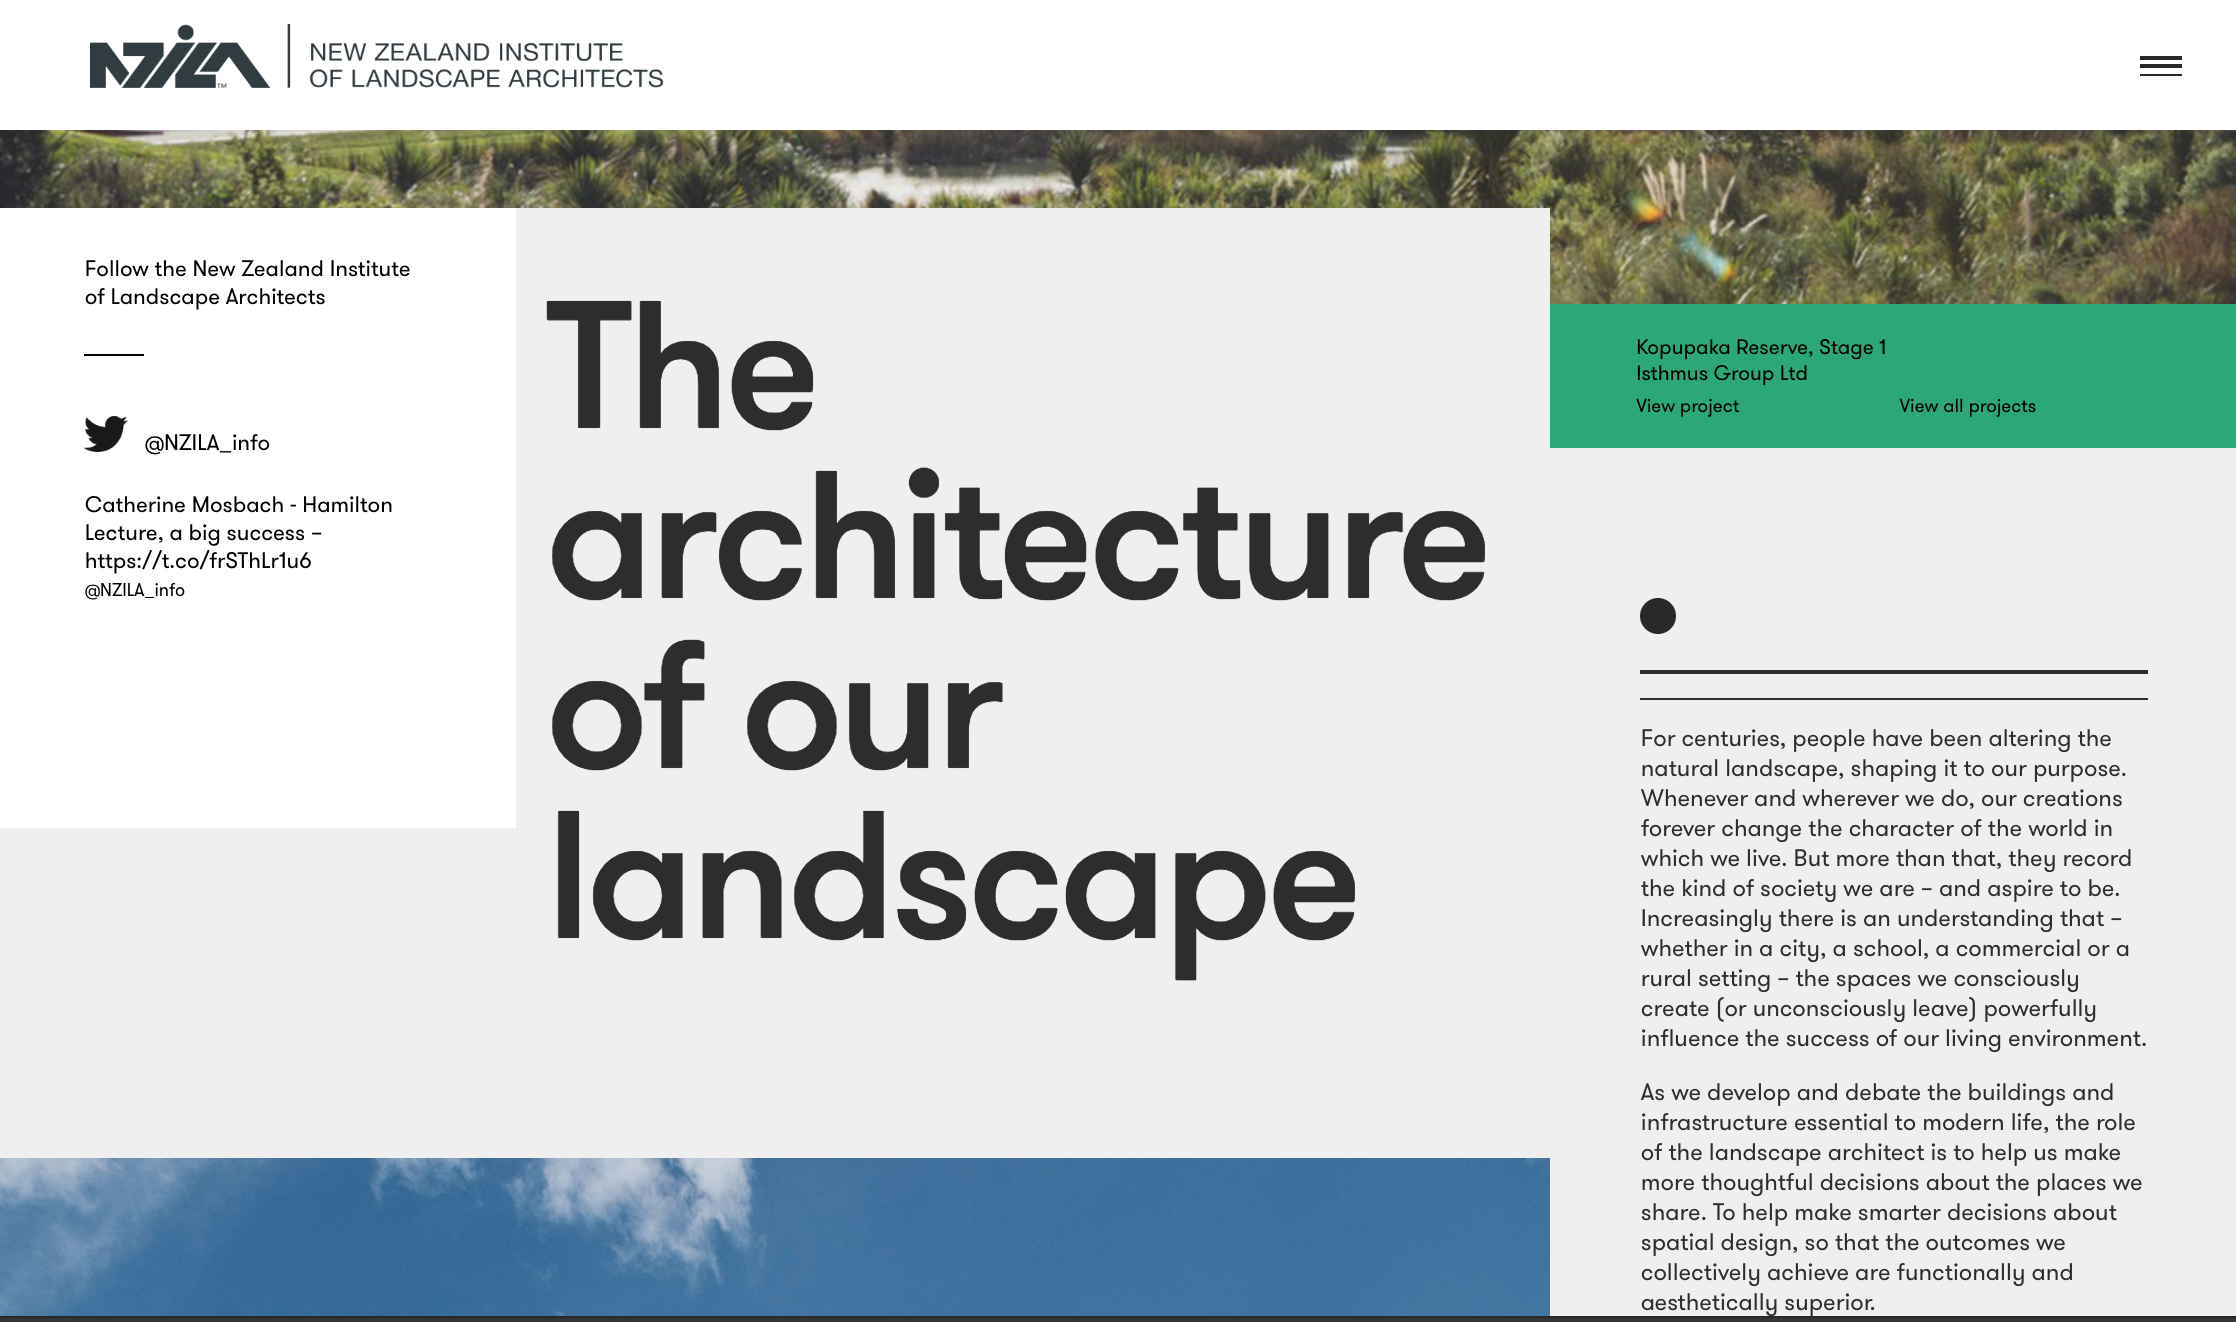 NZILA™
NEW ZEALAND INSTITUTE
OF LANDSCAPE ARCHITECTS
Follow the New Zealand Institute
of Landscape Architects
@NZILA_info
Catherine Mosbach - Hamilton
Lecture, a big success –
https://t.co/frSThLr1u6
@NZILA_info
The
architecture
of our
landscape
Kopupaka Reserve, Stage 1
Isthmus Group Ltd
View project
View all projects
For centuries, people have been altering the
natural landscape, shaping it to our purpose.
Whenever and wherever we do, our creations
forever change the character of the world in
which we live. But more than that, they record
the kind of society we are – and aspire to be.
Increasingly there is an understanding that –
whether in a city, a school, a commercial or a
rural setting – the spaces we consciously
create (or unconsciously leave) powerfully
influence the success of our living environment.
As we develop and debate the buildings and
infrastructure essential to modern life, the role
of the landscape architect is to help us make
more thoughtful decisions about the places we
share. To help make smarter decisions about
spatial design, so that the outcomes we
collectively achieve are functionally and
aesthetically superior.